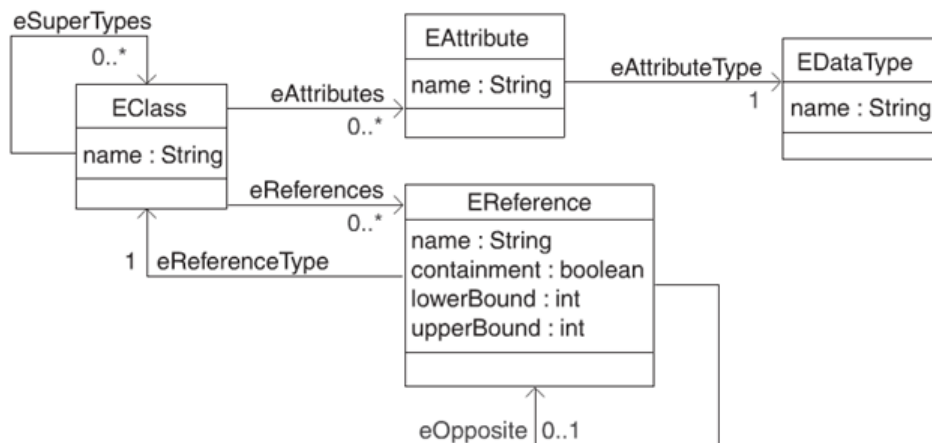 eSuperTypes
0..*
EClass
name : String
eAttributes
0..*
EAttribute
name : String
eAttributeType
1
EDataType
name : String
eReferences
0..*
1 eReferenceType
EReference
name : String
containment : boolean
lowerBound : int
upperBound : int
eOpposite 0..1